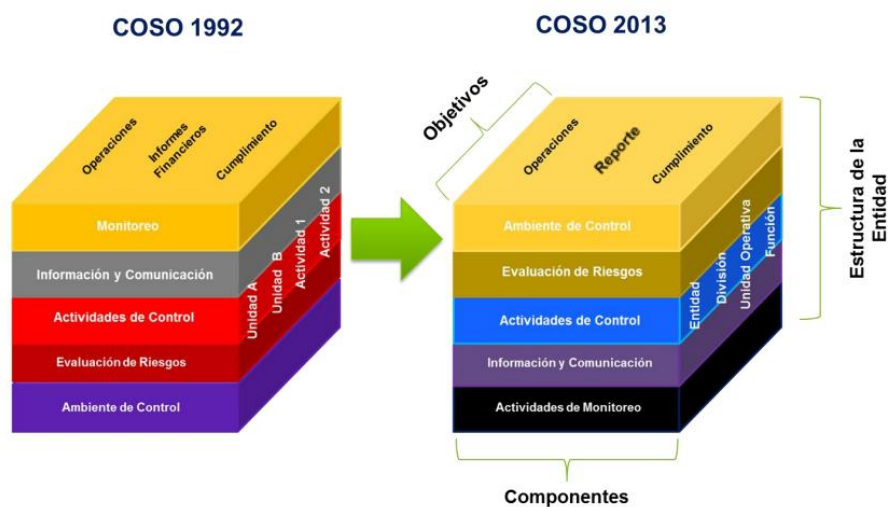 COSO 1992
Operaciones
Informes
Financieros
Cumplimiento
Monitoreo
Información y Comunicación
Actividades de Control
Evaluación de Riesgos
Ambiente de Control
Unidad A
Unidad B
Actividad 1
Actividad 2
COSO 2013
Objetivos
Operaciones
Reporte
Cumplimiento
Ambiente de Control
Evaluación de Riesgos
Actividades de Control
Información y Comunicación
Actividades de Monitoreo
Entidad
División
Unidad Operativa
Función
Estructura de la
Entidad
Componentes